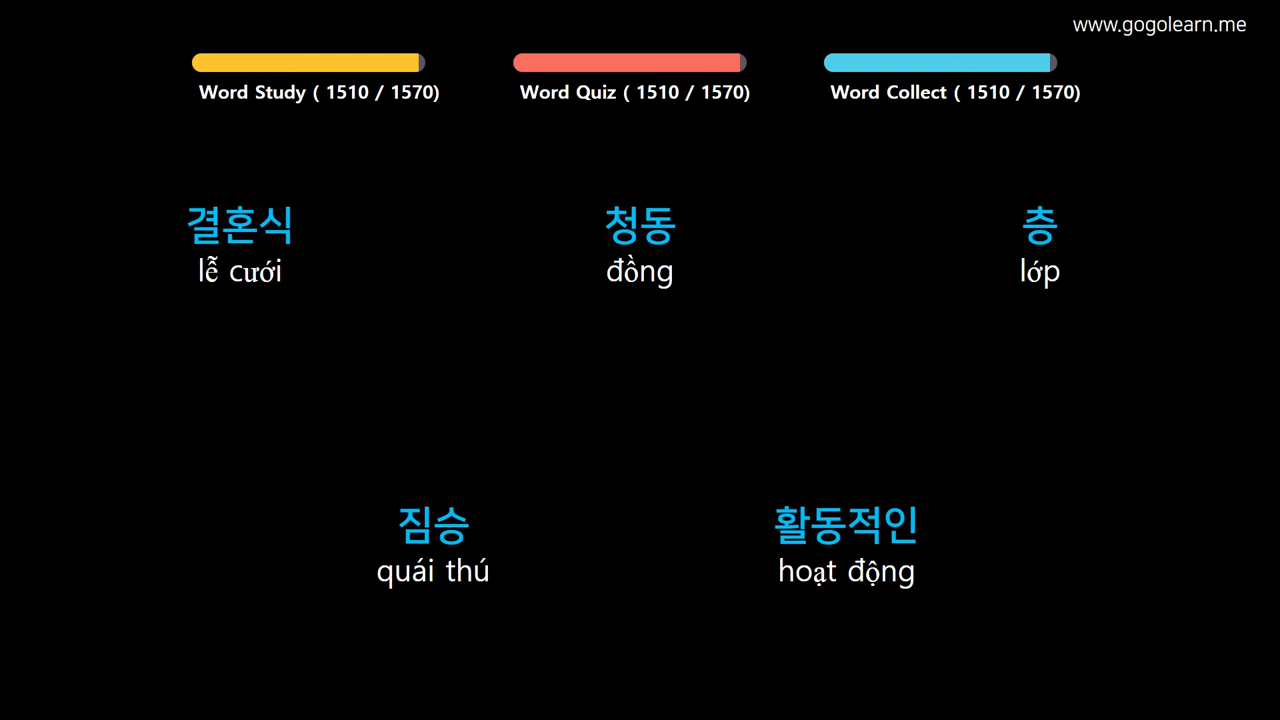 www.gogolearn.me
Word Study ( 1510 / 1570)
Word Quiz ( 1510 / 1570)
Word Collect ( 1510 / 1570)
결혼식
lễ cưới
청동
đồng
층
lớp
짐승
quái thú
활동적인
hoạt động